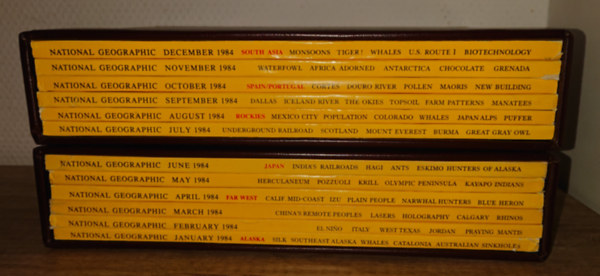 NATIONAL GEOGRAPHIC DECEMBER 1984 SOUTH ASIA MONSOONS TIGER! WHALES U.S. ROUTE 1 BIOTECHNOLOGY
NATIONAL GEOGRAPHIC NOVEMBER 1984 WATERFOWL AFRICA ADORNED ANTARCTICA CHOCOLATE GRENADA
NATIONAL GEOGRAPHIC OCTOBER 1984 SPAIN/PORTUGAL CORTES DOURO RIVER POLLEN MAORIS NEW BUILDING
NATIONAL GEOGRAPHIC SEPTEMBER 1984 DALLAS ICELAND RIVER THE OKIES TOPSOIL FARM PATTERNS MANATEES
NATIONAL GEOGRAPHIC AUGUST 1984 ROCKIES MEXICO CITY POPULATION COLORADO WHALES JAPAN ALPS PUFFER
NATIONAL GEOGRAPHIC JULY 1984 UNDERGROUND RAILROAD SCOTLAND MOUNT EVEREST BURMA GREAT GRAY OWL
NATIONAL GEOGRAPHIC JUNE 1984 JAPAN INDIA'S RAILROADS HAGI ANTS ESKIMO HUNTERS OF ALASKA
NATIONAL GEOGRAPHIC MAY 1984 HERCULANEUM POZZUOLI KRILL OLYMPIC PENINSULA KAYAPO INDIANS
NATIONAL GEOGRAPHIC APRIL 1984 FAR WEST CALIF. MID-COAST IZU PLAIN PEOPLE NARWHAL HUNTERS BLUE HERON
NATIONAL GEOGRAPHIC MARCH 1984 CHINA'S REMOTE PEOPLES LASERS HOLOGRAPHY CALGARY RHINOS
NATIONAL GEOGRAPHIC FEBRUARY 1984 EL NIÑO ITALY WEST TEXAS JORDAN PRAYING MANTIS
NATIONAL GEOGRAPHIC JANUARY 1984 ALASKA SILK SOUTHEAST ALASKA WHALES CATALONIA AUSTRALIAN SINKHOLES